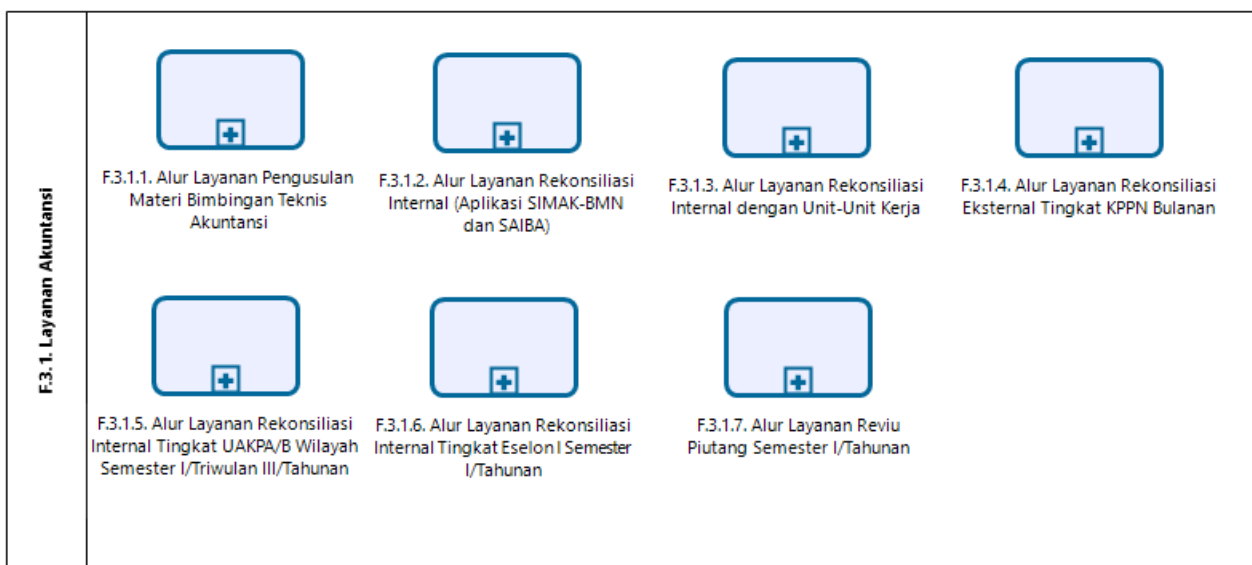 F.3.1. Layanan Akuntansi
F.3.1.1. Alur Layanan Pengusulan
Materi Bimbingan Teknis
Akuntansi
F.3.1.2. Alur Layanan Rekonsiliasi
Internal (Aplikasi SIMAK-BMN
dan SAIBA)
F.3.1.3. Alur Layanan Rekonsiliasi
Internal dengan Unit-Unit Kerja
F.3.1.4. Alur Layanan Rekonsiliasi
Eksternal Tingkat KPPN Bulanan
F.3.1.5. Alur Layanan Rekonsiliasi
Internal Tingkat UAKPA/B Wilayah
Semester I/Triwulan III/Tahunan
F.3.1.6. Alur Layanan Rekonsiliasi
Internal Tingkat Eselon I Semester
I/Tahunan
F.3.1.7. Alur Layanan Reviu
Piutang Semester I/Tahunan